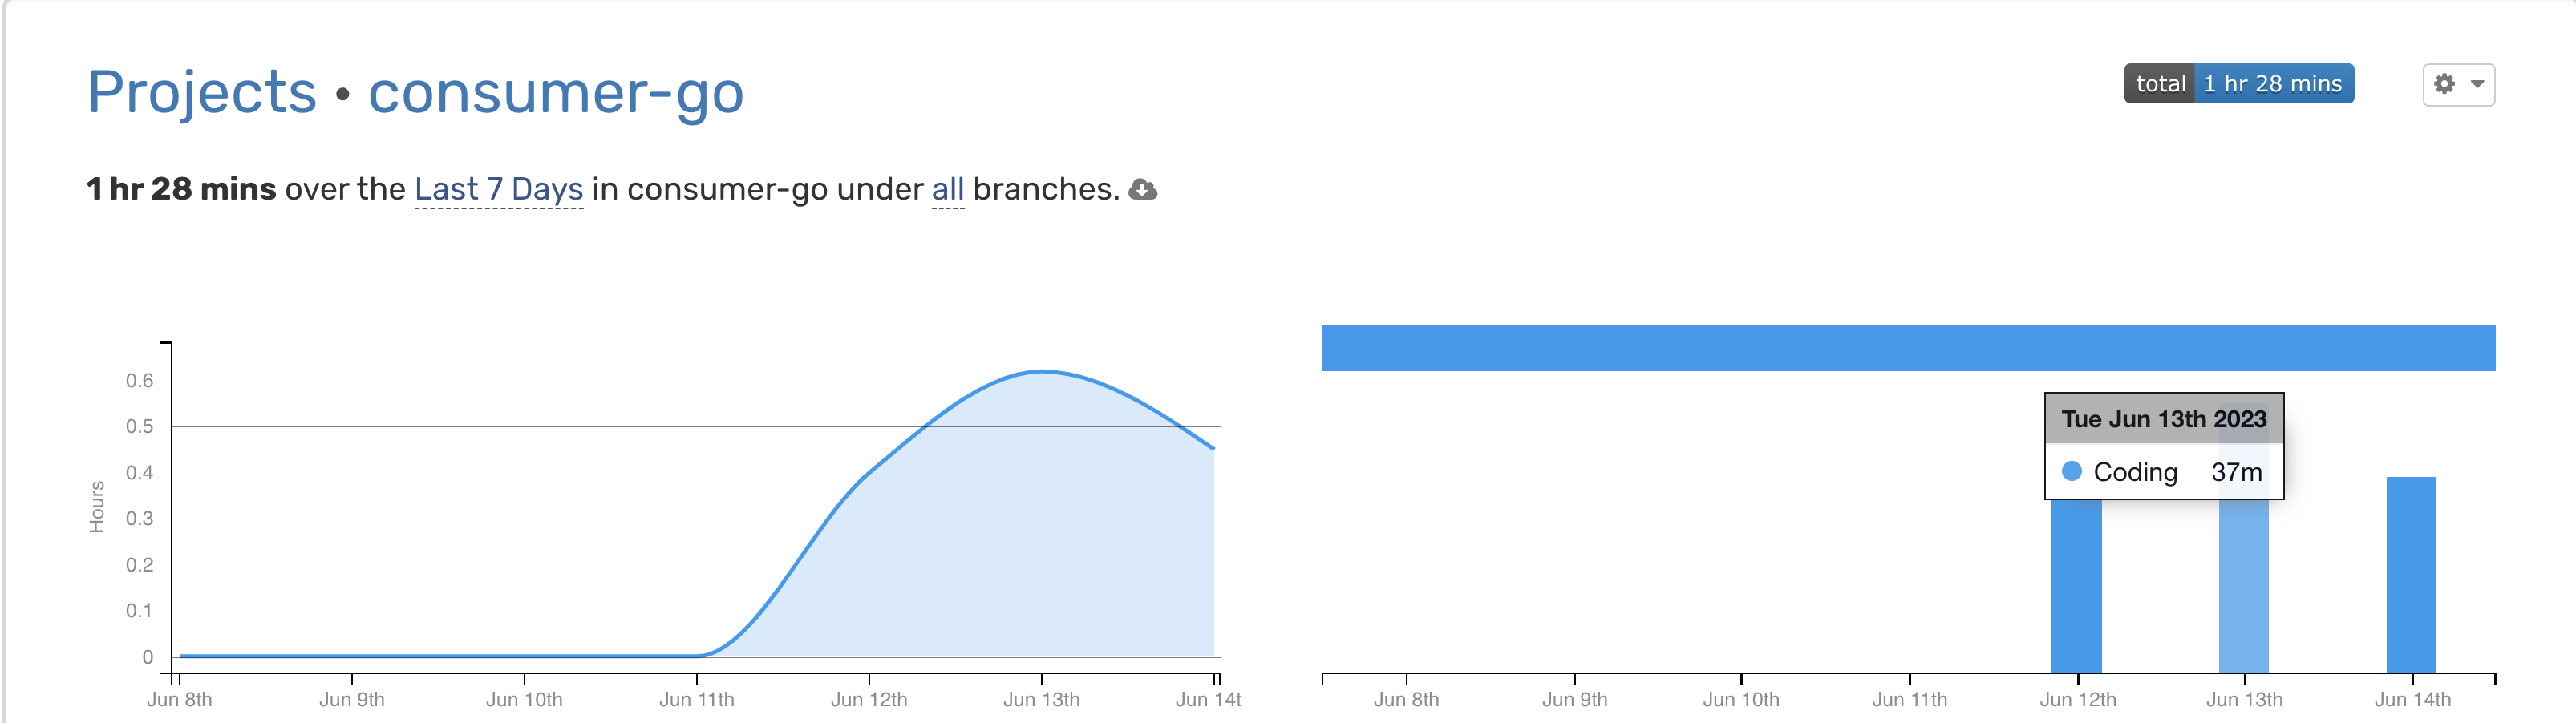 Projects • consumer-go
total 1 hr 28 mins
1 hr 28 mins over the Last 7 Days in consumer-go under all branches.
0.6
0.5
0.4
0.3
0.2
0.1
0
Hours
Jun 8th Jun 9th Jun 10th Jun 11th Jun 12th Jun 13th Jun 14t
Tue Jun 13th 2023
Coding 37m
Jun 8th Jun 9th Jun 10th Jun 11th Jun 12th Jun 13th Jun 14th